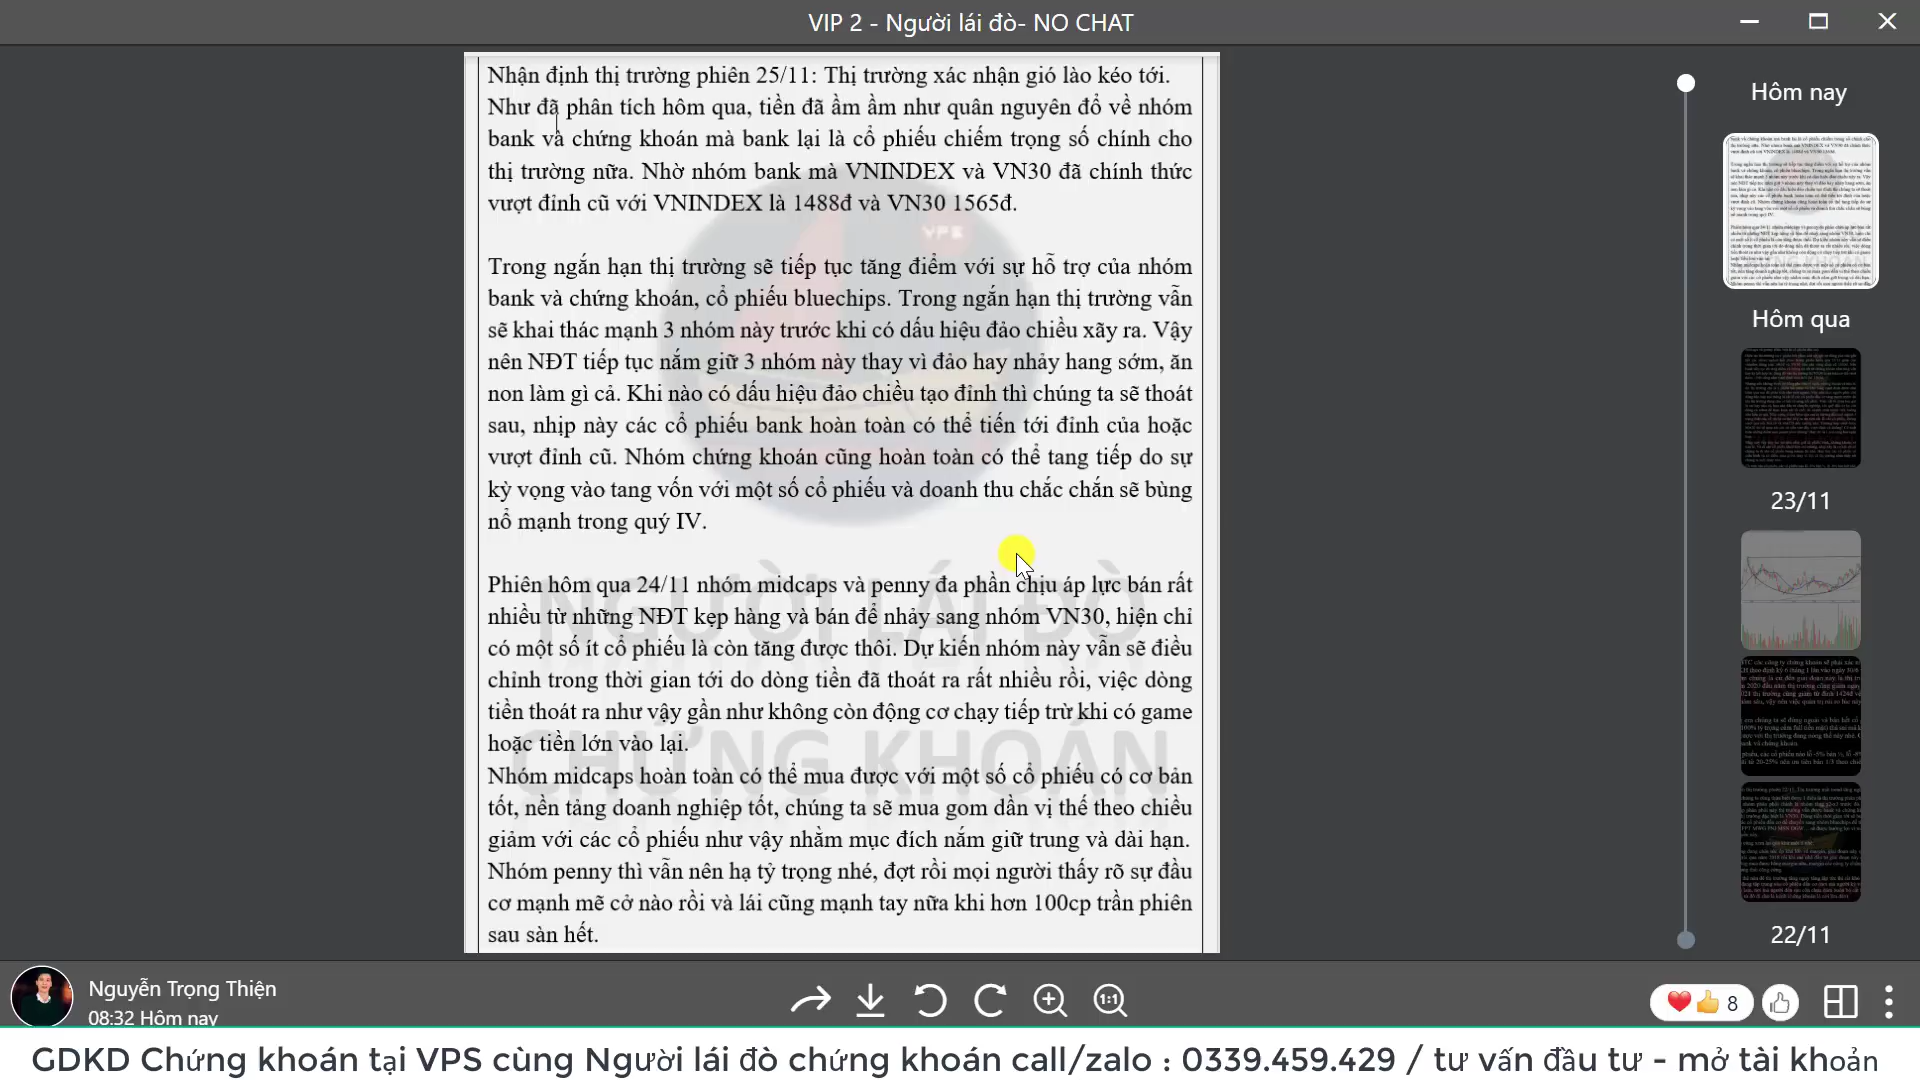 VIP 2 - Người lái đò- NO CHAT
Nhận định thị trường phiên 25/11: Thị trường xác nhận gió lào kéo tới.
Như đã phân tích hôm qua, tiền đã ầm ầm như quân nguyên đổ về nhóm
bank và chứng khoán mà bank lại là cổ phiếu chiếm trọng số chính cho
thị trường nữa. Nhờ nhóm bank mà VNINDEX và VN30 đã chính thức
vượt đỉnh cũ với VNINDEX là 1488đ và VN30 1565đ.
Trong ngắn hạn thị trường sẽ tiếp tục tăng điểm với sự hỗ trợ của nhóm
bank và chứng khoán, cổ phiếu bluechips. Trong ngắn hạn thị trường vẫn
sẽ khai thác mạnh 3 nhóm này trước khi có dấu hiệu đảo chiều xãy ra. Vậy
nên NĐT tiếp tục nắm giữ 3 nhóm này thay vì đảo hay nhảy hang sớm, ăn
non làm gì cả. Khi nào có dấu hiệu đảo chiều tạo đỉnh thì chúng ta sẽ thoát
sau, nhịp này các cổ phiếu bank hoàn toàn có thể tiến tới đỉnh của hoặc
vượt đỉnh cũ. Nhóm chứng khoán cũng hoàn toàn có thể tang tiếp do sự
kỳ vọng vào tang vốn với một số cổ phiếu và doanh thu chắc chắn sẽ bùng
nổ mạnh trong quý IV.
Phiên hôm qua 24/11 nhóm midcaps và penny đa phần chịu áp lực bán rất
nhiều từ những NĐT kẹp hàng và bán để nhảy sang nhóm VN30, hiện chỉ
có một số ít cổ phiếu là còn tăng được thôi. Dự kiến nhóm này vẫn sẽ điều
chỉnh trong thời gian tới do dòng tiền đã thoát ra rất nhiều rồi, việc dòng
tiền thoát ra như vậy gần như không còn động cơ chạy tiếp trừ khi có game
hoặc tiền lớn vào lại.
Nhóm midcaps hoàn toàn có thể mua được với một số cổ phiếu có cơ bản
tốt, nền tảng doanh nghiệp tốt, chúng ta sẽ mua gom dần vị thế theo chiều
giảm với các cổ phiếu như vậy nhằm mục đích nắm giữ trung và dài hạn.
Nhóm penny thì vẫn nên hạ tỷ trọng nhé, đợt rồi mọi người thấy rõ sự đầu
cơ mạnh mẽ cở nào rồi và lái cũng mạnh tay nữa khi hơn 100cp trần phiên
sau sàn hết.
VPS
NGƯỜI LÁI ĐÒ
CHỨNG KHOÁN
Hôm nay
Hôm qua
23/11
22/11
Nguyễn Trọng Thiện
08:32 Hôm nay
1:1
8
GDKD Chứng khoán tại VPS cùng Người lái đò chứng khoán call/zalo : 0339.459.429 / tư vấn đầu tư - mở tài khoản